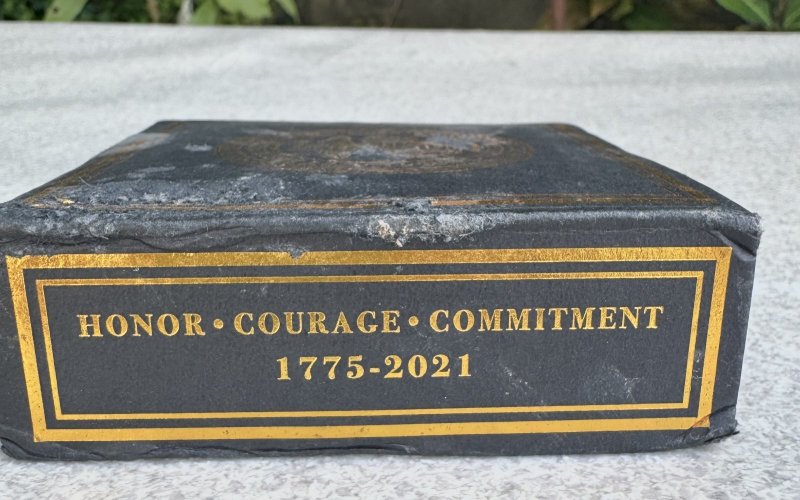 HONOR • COURAGE • COMMITMENT
1775-2021